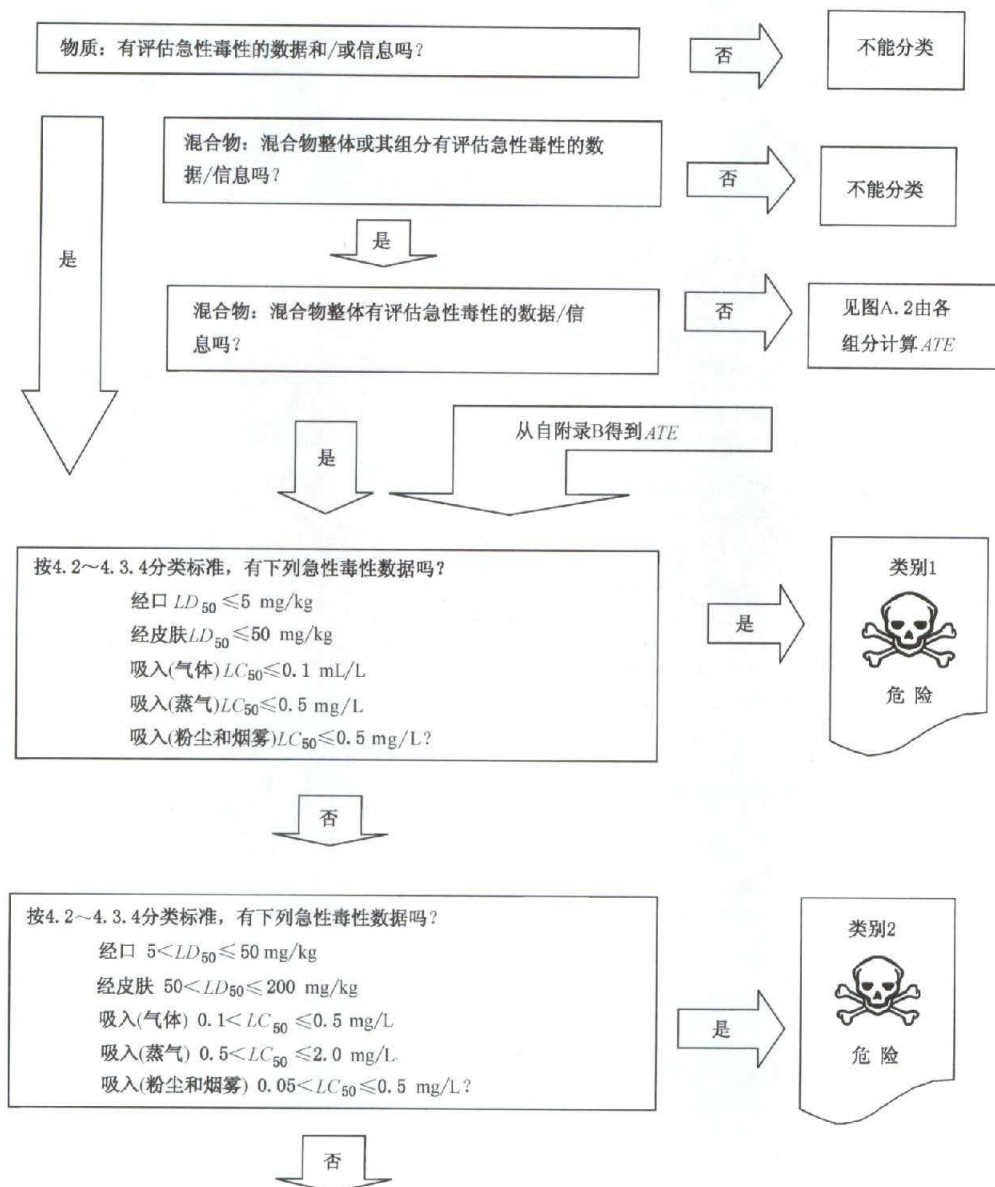 物质：有评估急性毒性的数据和/或信息吗？
否
不能分类
混合物：混合物整体或其组分有评估急性毒性的数
据/信息吗？
否
不能分类
是
是
混合物：混合物整体有评估急性毒性的数据/信
息吗？
否
见图A.2由各
组分计算ATE
从自附录B得到ATE
是
按4.2～4.3.4分类标准，有下列急性毒性数据吗？
经口 LD50≤5 mg/kg
经皮肤LD50≤50 mg/kg
吸入(气体)LC50≤0.1 mL/L
吸入(蒸气)LC50≤0.5 mg/L
吸入(粉尘和烟雾)LC50≤0.5 mg/L？
是
类别1
危险
否
按4.2～4.3.4分类标准，有下列急性毒性数据吗？
经口 5<LD50≤50 mg/kg
经皮肤 50<LD50≤200 mg/kg
吸入(气体) 0.1<LC50≤0.5 mg/L
吸入(蒸气) 0.5<LC50≤2.0 mg/L
吸入(粉尘和烟雾) 0.05<LC50≤0.5 mg/L？
是
类别2
危险
否